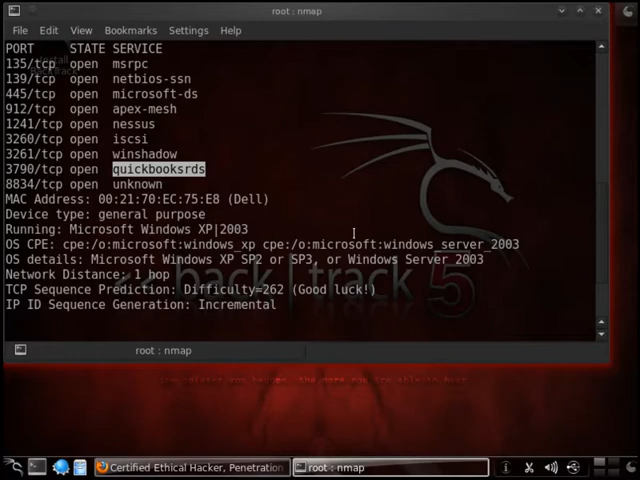 root : nmap
File Edit View Bookmarks Settings Help
PORT STATE SERVICE
135/tcp open msrpc
139/tcp open netbios-ssn
445/tcp open microsoft-ds
912/tcp open apex-mesh
1241/tcp open nessus
3260/tcp open iscsi
3261/tcp open winshadow
3790/tcp open quickbooksrds
8834/tcp open unknown
MAC Address: 00:21:70:EC:75:E8 (Dell)
Device type: general purpose
Running: Microsoft Windows XP|2003
OS CPE: cpe:/o:microsoft:windows_xp cpe:/o:microsoft:windows_server_2003
OS details: Microsoft Windows XP SP2 or SP3, or Windows Server 2003
Network Distance: 1 hop
TCP Sequence Prediction: Difficulty=262 (Good luck!)
IP ID Sequence Generation: Incremental
<< back | track 5
root : nmap
Certified Ethical Hacker, Penetration
root : nmap